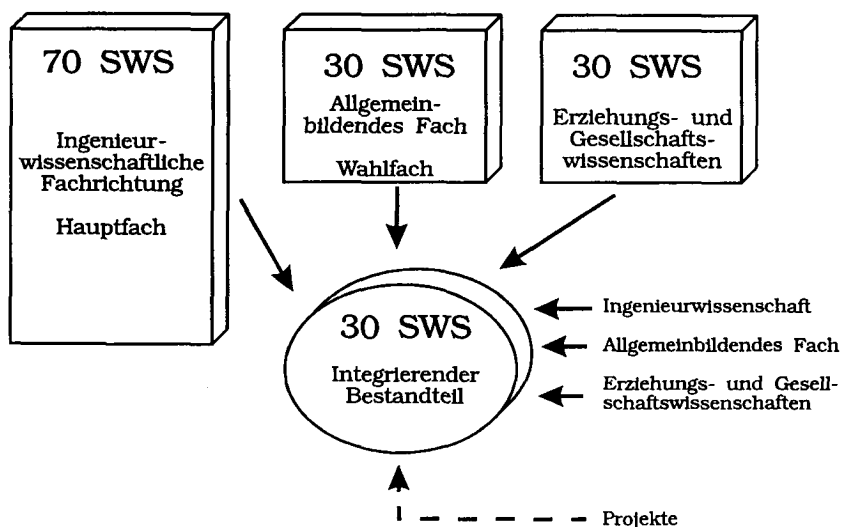 70 SWS
Ingenieur-
wissenschaftliche
Fachrichtung
Hauptfach
30 SWS
Allgemein-
bildendes Fach
Wahlfach
30 SWS
Erziehungs- und
Gesellschafts-
wissenschaften
30 SWS
Integrierender
Bestandteil
Ingenieurwissenschaft
Allgemeinbildendes Fach
Erziehungs- und Gesell-
schaftswissenschaften
Projekte